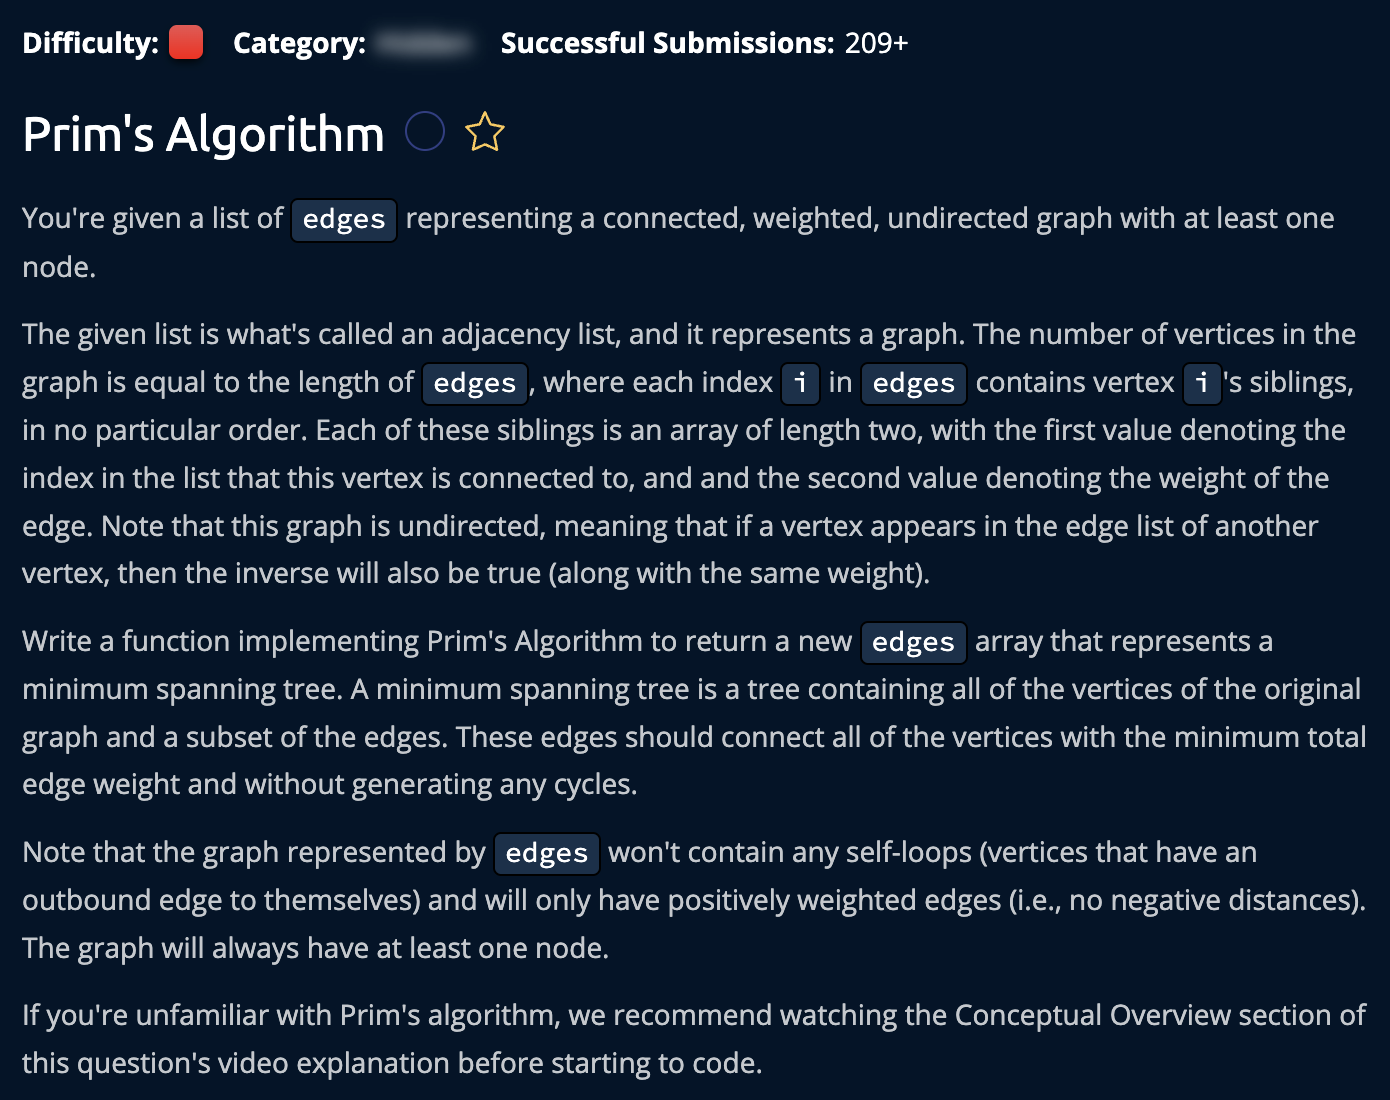 Difficulty: Category: Successful Submissions: 209+
Prim's Algorithm
You're given a list of edges representing a connected, weighted, undirected graph with at least one
node.
The given list is what's called an adjacency list, and it represents a graph. The number of vertices in the
graph is equal to the length of edges, where each index i in edges contains vertex i's siblings,
in no particular order. Each of these siblings is an array of length two, with the first value denoting the
index in the list that this vertex is connected to, and and the second value denoting the weight of the
edge. Note that this graph is undirected, meaning that if a vertex appears in the edge list of another
vertex, then the inverse will also be true (along with the same weight).
Write a function implementing Prim's Algorithm to return a new edges array that represents a
minimum spanning tree. A minimum spanning tree is a tree containing all of the vertices of the original
graph and a subset of the edges. These edges should connect all of the vertices with the minimum total
edge weight and without generating any cycles.
Note that the graph represented by edges won't contain any self-loops (vertices that have an
outbound edge to themselves) and will only have positively weighted edges (i.e., no negative distances).
The graph will always have at least one node.
If you're unfamiliar with Prim's algorithm, we recommend watching the Conceptual Overview section of
this question's video explanation before starting to code.